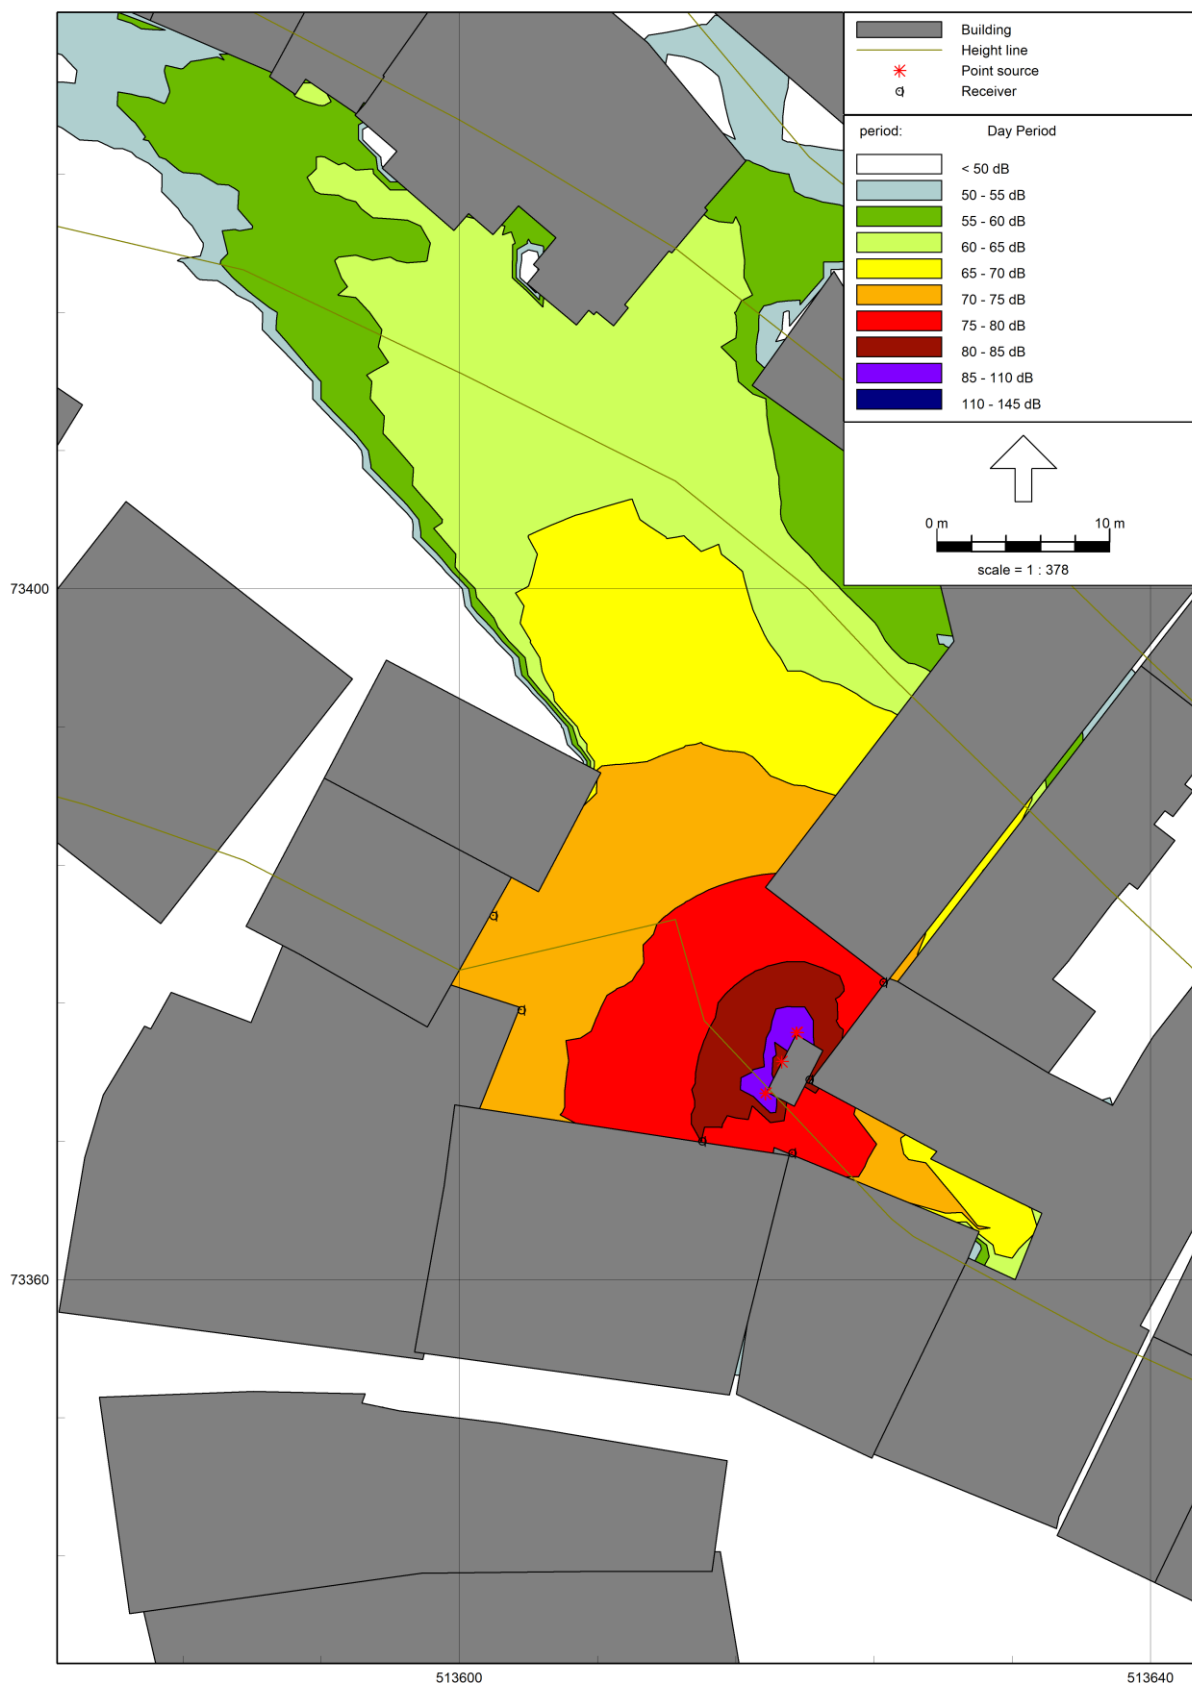 Building
Height line
Point source
Receiver
period: Day Period
< 50 dB
50 - 55 dB
55 - 60 dB
60 - 65 dB
65 - 70 dB
70 - 75 dB
75 - 80 dB
80 - 85 dB
85 - 110 dB
110 - 145 dB
0 m 10 m
scale = 1 : 378
73400
73360
513600 513640